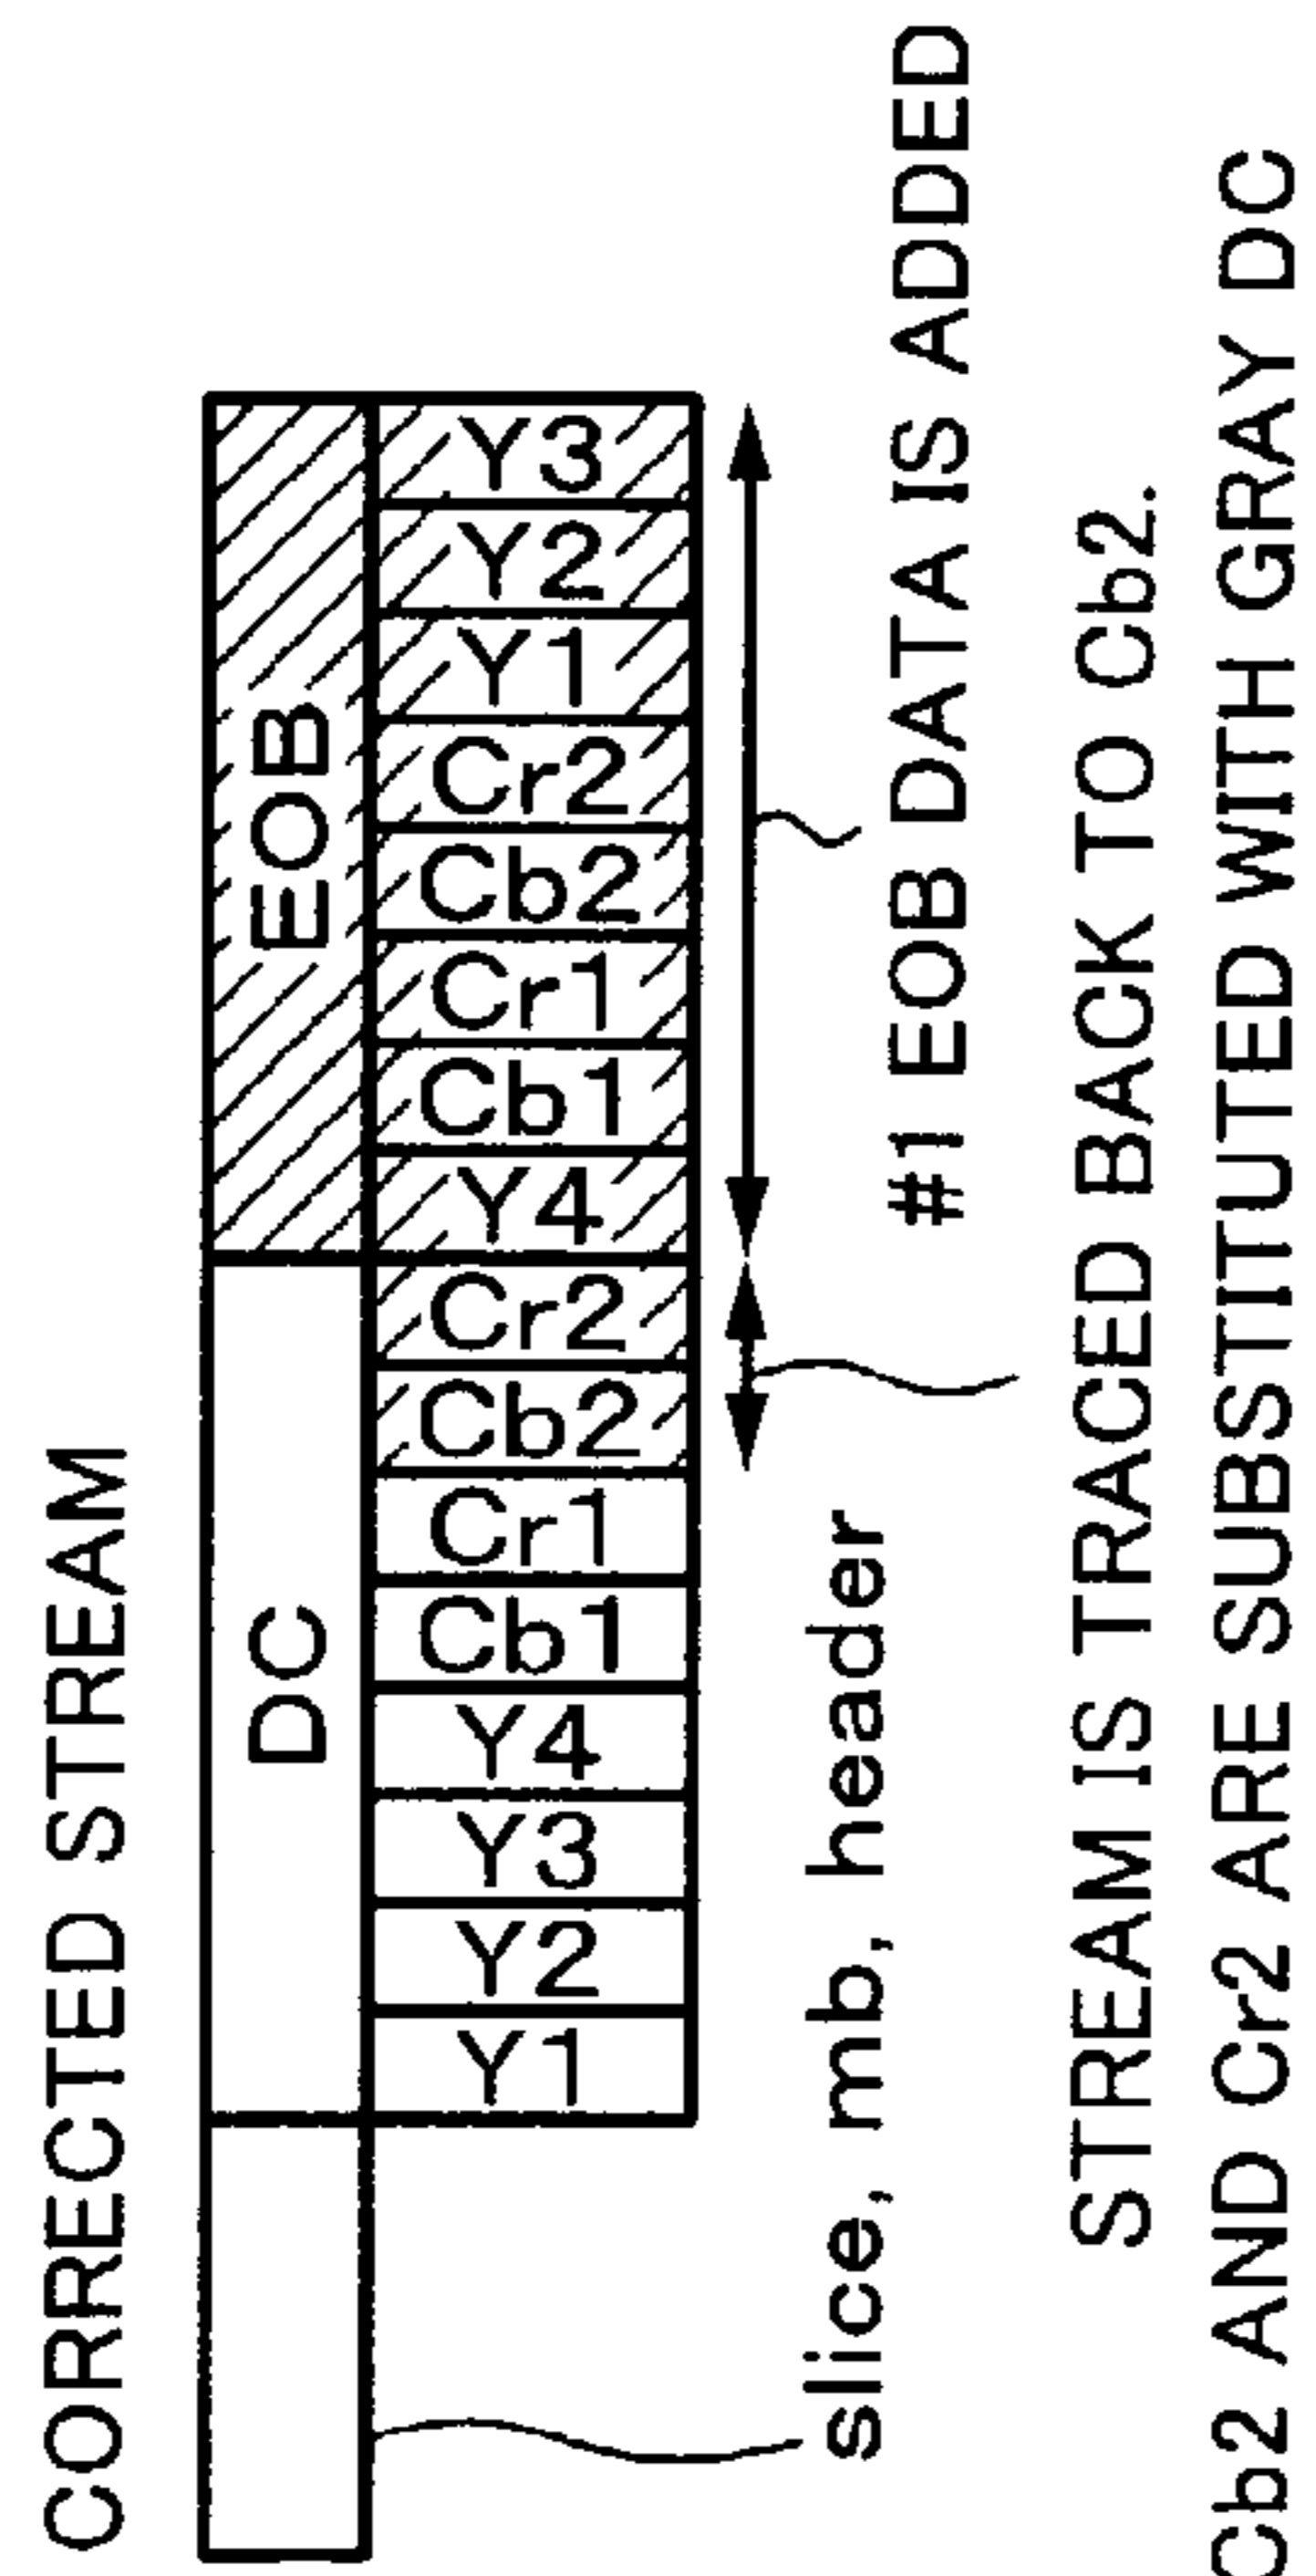 CORRECTED STREAM
DC EOB
Y1 Y2 Y3 Y4 Cb1 Cr1 Cb2 Cr2 Y4 Cb1 Cr1 Cb2 Cr2 Y1 Y2 Y3
slice, mb, header
#1 EOB DATA IS ADDED
STREAM IS TRACED BACK TO Cb2.
Cb2 AND Cr2 ARE SUBSTITUTED WITH GRAY DC